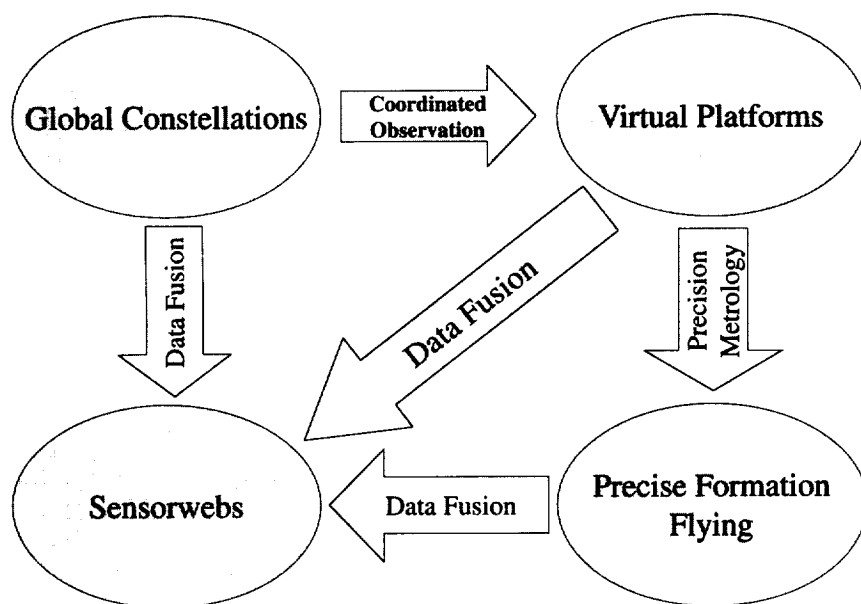 Global Constellations
Coordinated
Observation
Virtual Platforms
Data Fusion
Data Fusion
Precision
Metrology
Sensorwebs
Data Fusion
Precise Formation
Flying